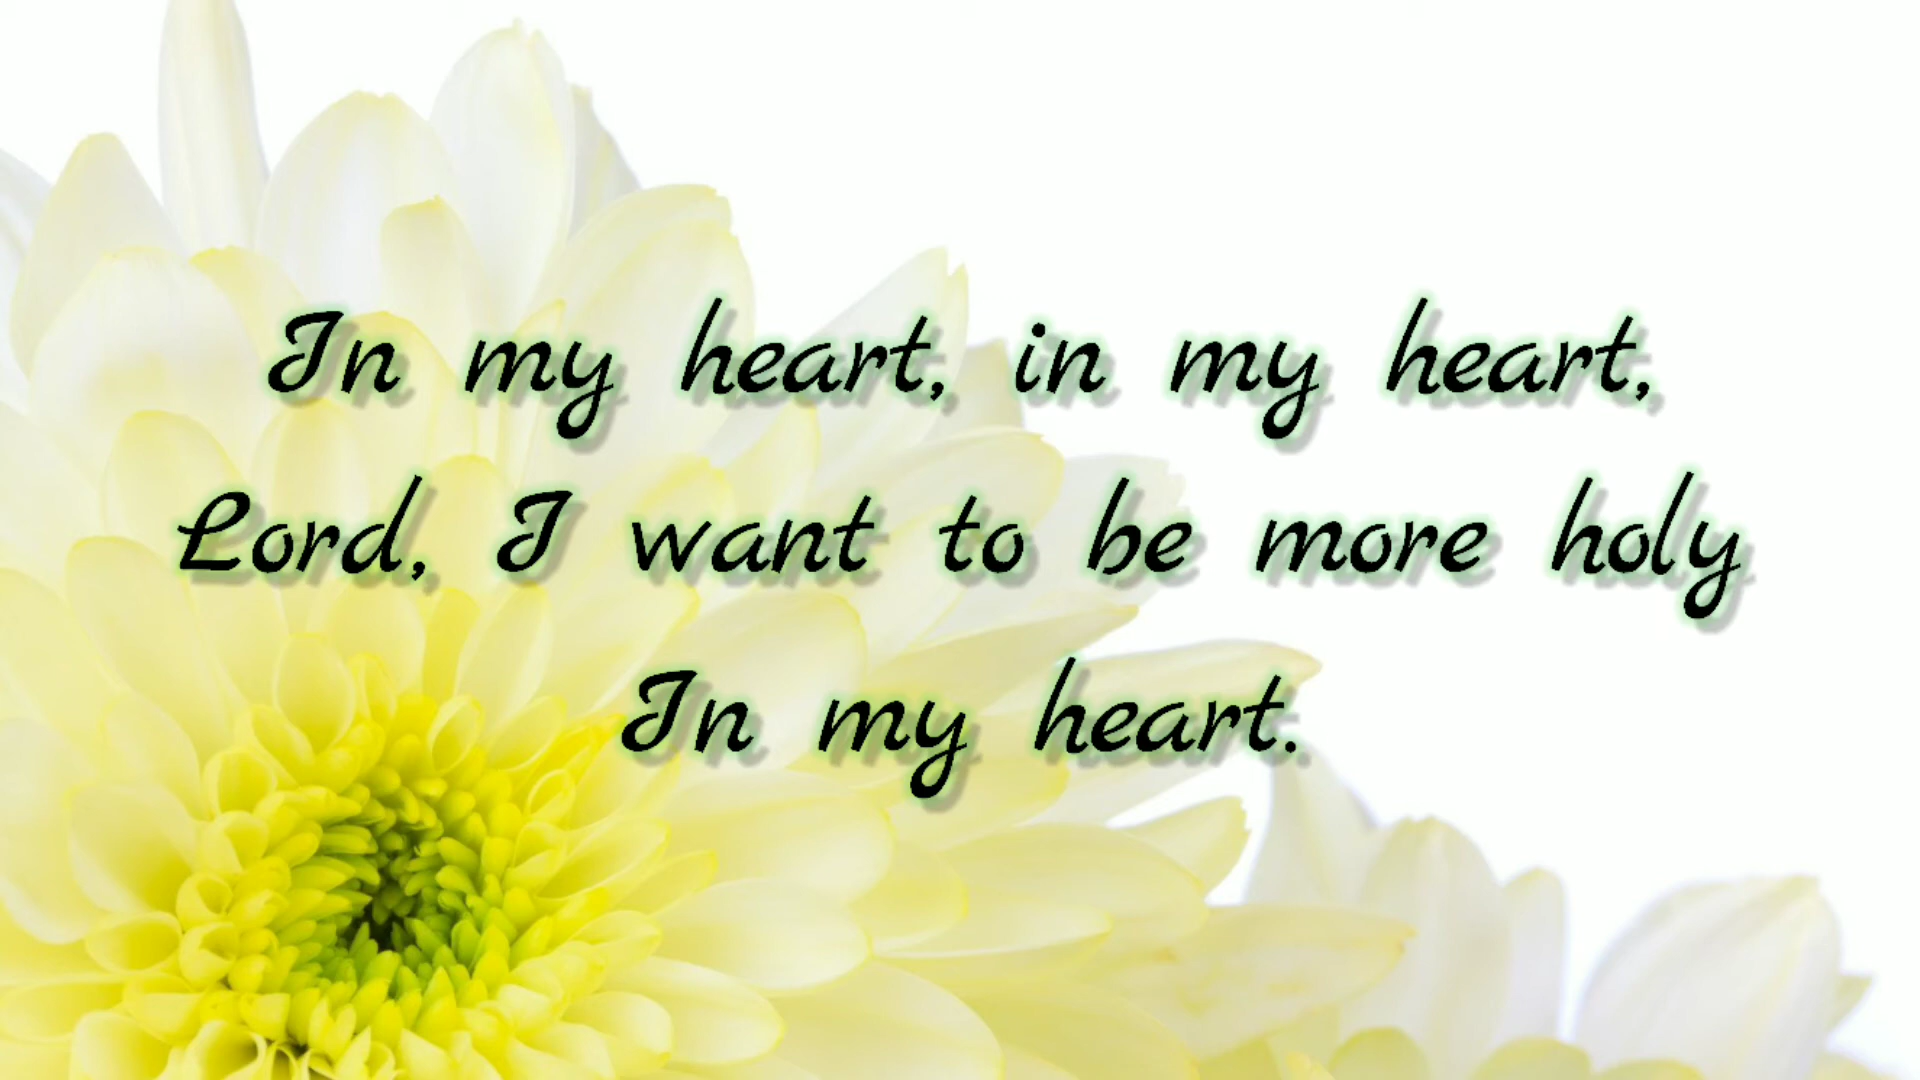 In my heart, in my heart,
Lord, I want to be more holy
In my heart.